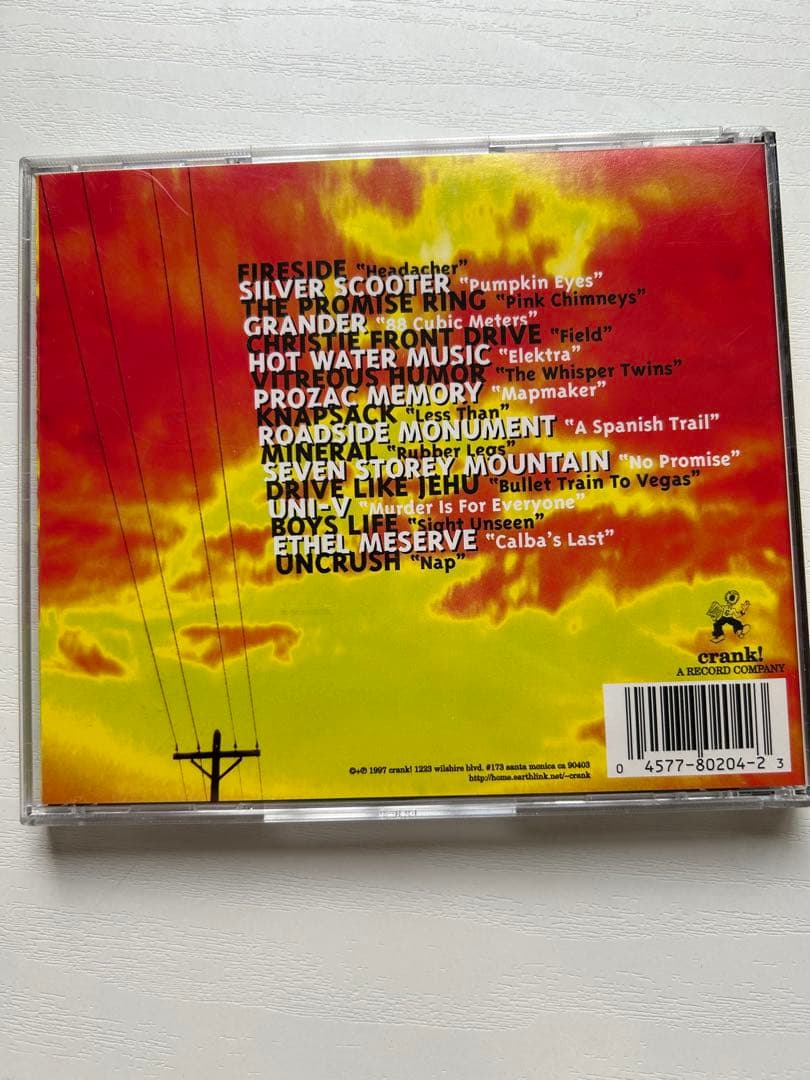 FIRESIDE "Headacher"
SILVER SCOOTER "Pumpkin Eyes"
THE PROMISE RING "Pink Chimneys"
GRANDER "88 Cubic Meters"
CHRISTIE FRONT DRIVE "Field"
HOT WATER MUSIC "Elektra"
VITREOUS HUMOR "The Whisper Twins"
PROZAC MEMORY "Mapmaker"
KNAPSACK "Less Than"
ROADSIDE MONUMENT "A Spanish Trail"
MINERAL "Rubber Legs"
SEVEN STOREY MOUNTAIN "No Promise"
DRIVE LIKE JEHU "Bullet Train To Vegas"
UNI-V "Murder Is For Everyone"
BOYS LIFE "Sight Unseen"
ETHEL MESERVE "Calba's Last"
UNCRUSH "Nap"
crank!
A RECORD COMPANY
©+℗ 1997 crank! 1223 wilshire blvd. #173 santa monica ca 90403
http://home.earthlink.net/~crank
0 4577-80204-2 3